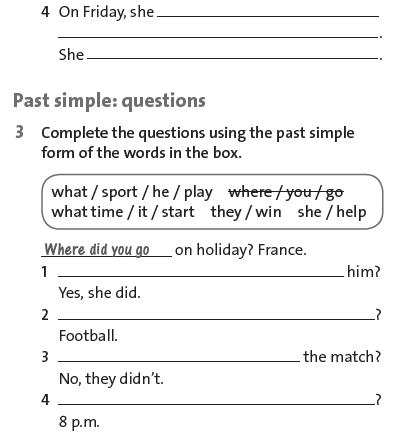 4 On Friday, she
.
She .
Past simple: questions
3 Complete the questions using the past simple
form of the words in the box.
what / sport / he / play where / you / go
what time / it / start they / win she / help
Where did you go on holiday? France.
1 him?
Yes, she did.
2 ?
Football.
3 the match?
No, they didn't.
4 ?
8 p.m.